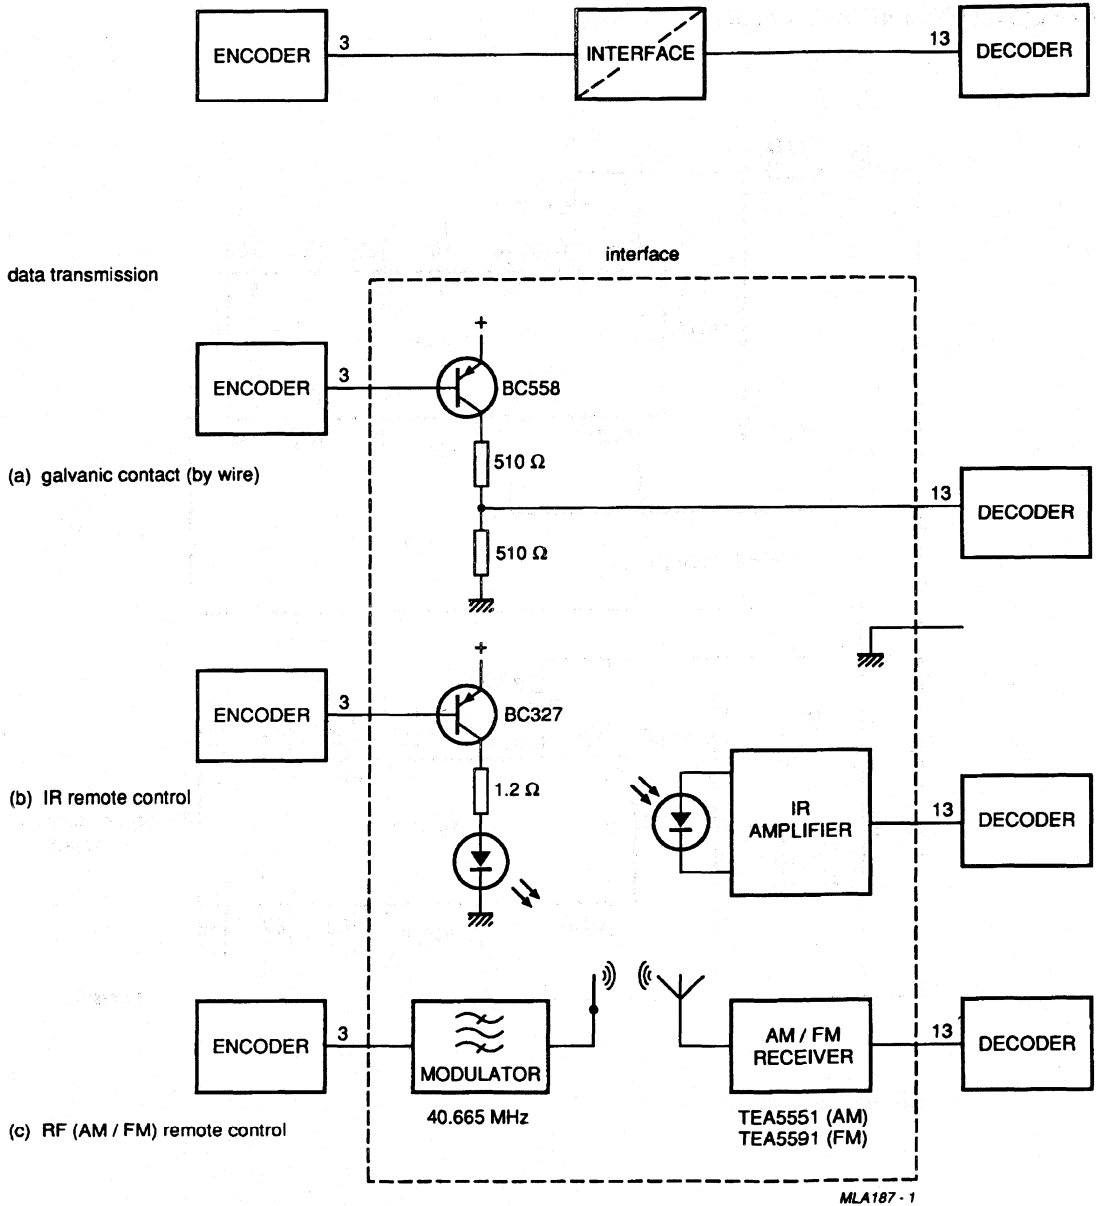 ENCODER
3
INTERFACE
13
DECODER
interface
data transmission
+
ENCODER
3
BC558
510 Ω
(a) galvanic contact (by wire)
13
DECODER
510 Ω
+
ENCODER
3
BC327
1.2 Ω
(b) IR remote control
IR
AMPLIFIER
13
DECODER
ENCODER
3
MODULATOR
40.665 MHz
AM / FM
RECEIVER
13
DECODER
TEA5551 (AM)
TEA5591 (FM)
(c) RF (AM / FM) remote control
MLA187 - 1